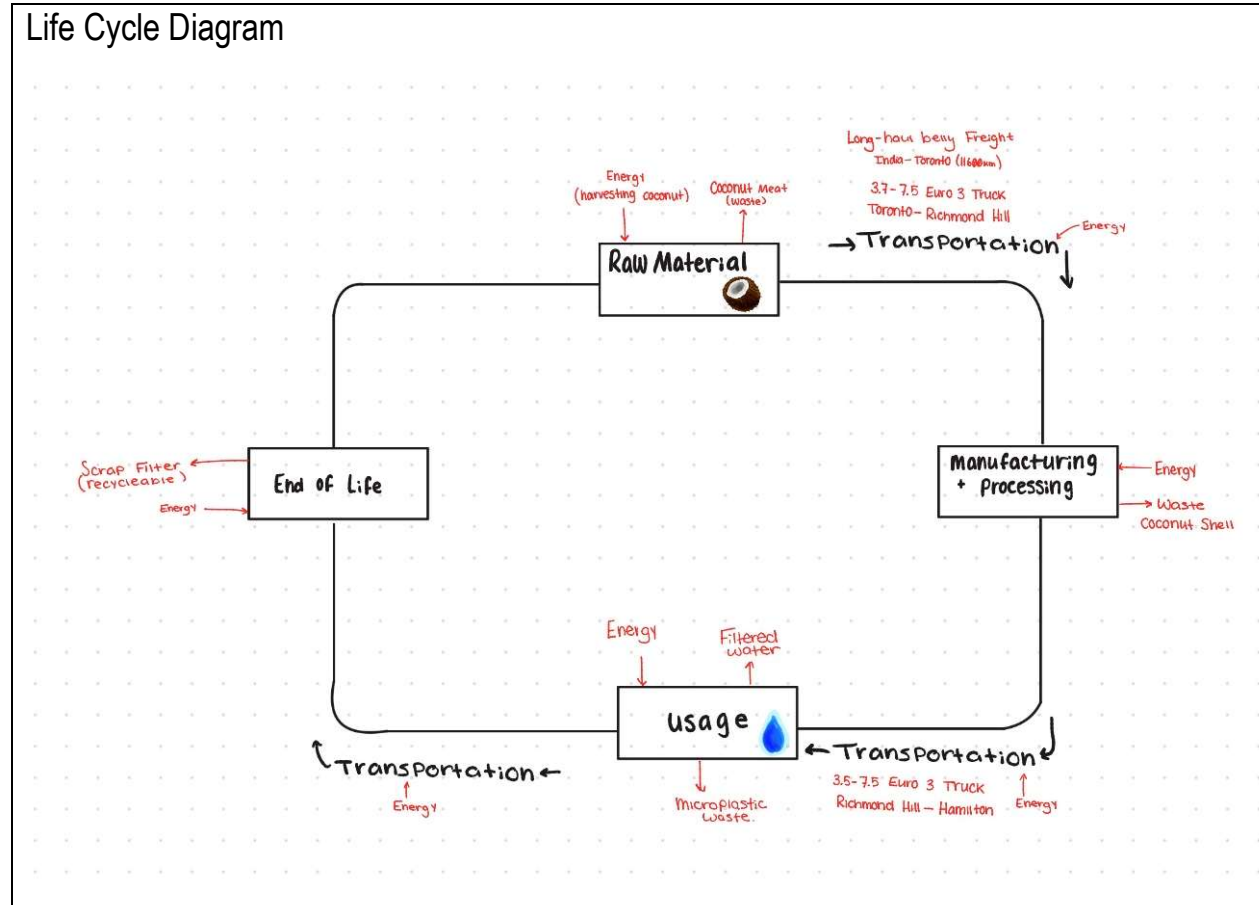 Life Cycle Diagram
Long-haul belly Freight
India-Toronto (11600km)
3.7-7.5 Euro 3 Truck
Toronto-Richmond Hill
→Transportation
Energy
Energy
(harvesting coconut)
Coconut Meat
(waste)
Raw Material
Manufacturing
+ Processing
Energy
Waste
Coconut Shell
Scrap Filter
(recycleable)
Energy
End of Life
Energy
Filtered
water
usage
Microplastic
waste.
←Transportation
3.5-7.5 Euro 3 Truck
Richmond Hill-Hamilton
Energy
Transportation←
Energy